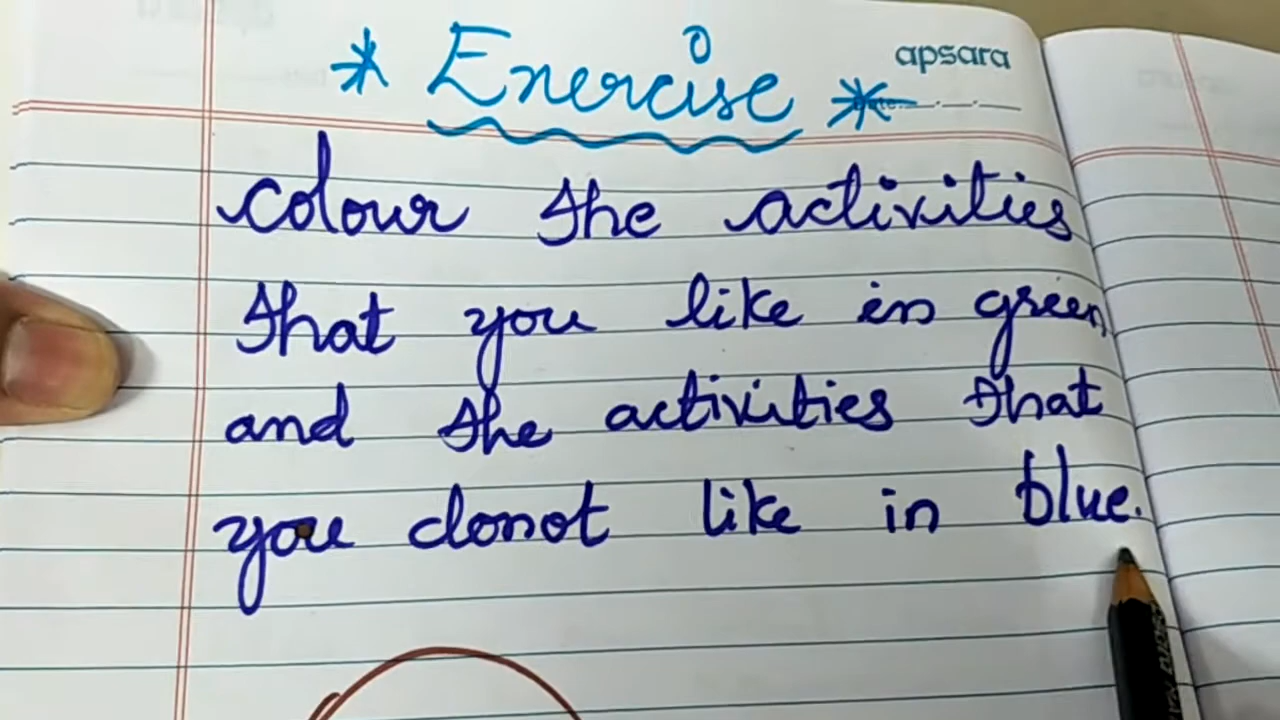 * Exercise *
apsara
Date:
colour the activities
that you like in green
and the activities that
you donot like in blue.